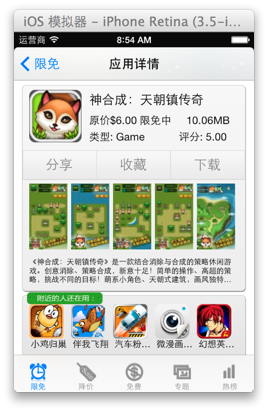 iOS 模拟器 – iPhone Retina (3.5-i...
运营商
8:54 AM
限免
应用详情
神合成：天朝镇传奇
原价$6.00 限免中 10.06MB
类型: Game 评分: 5.00
分享 收藏 下载
《神合成：天朝镇传奇》是一款结合消除与合成的策略休闲游
戏。创意消除、策略合成，新意十足！简单的操作、高超的策
略，挑战不同的目标！萌系小角色、天朝式建筑，画风独特...
附近的人还在用：
小鸡归巢 伴我飞翔 汽车粉... 微漫画... 幻想英...
限免 降价 免费 专题 热榜